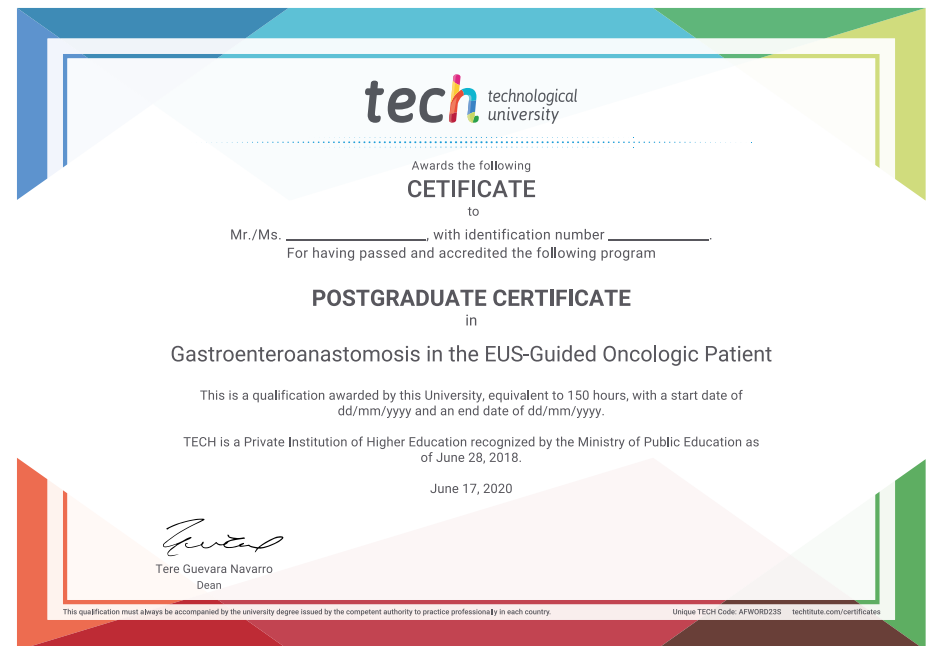 tech technological
university
Awards the following
CETIFICATE
to
Mr./Ms. ____________________, with identification number ______________.
For having passed and accredited the following program
POSTGRADUATE CERTIFICATE
in
Gastroenteroanastomosis in the EUS-Guided Oncologic Patient
This is a qualification awarded by this University, equivalent to 150 hours, with a start date of
dd/mm/yyyy and an end date of dd/mm/yyyy.
TECH is a Private Institution of Higher Education recognized by the Ministry of Public Education as
of June 28, 2018.
June 17, 2020
Tere Guevara Navarro
Dean
This qualification must always be accompanied by the university degree issued by the competent authority to practice professionally in each country. Unique TECH Code: AFWORD23S techtitute.com/certificates